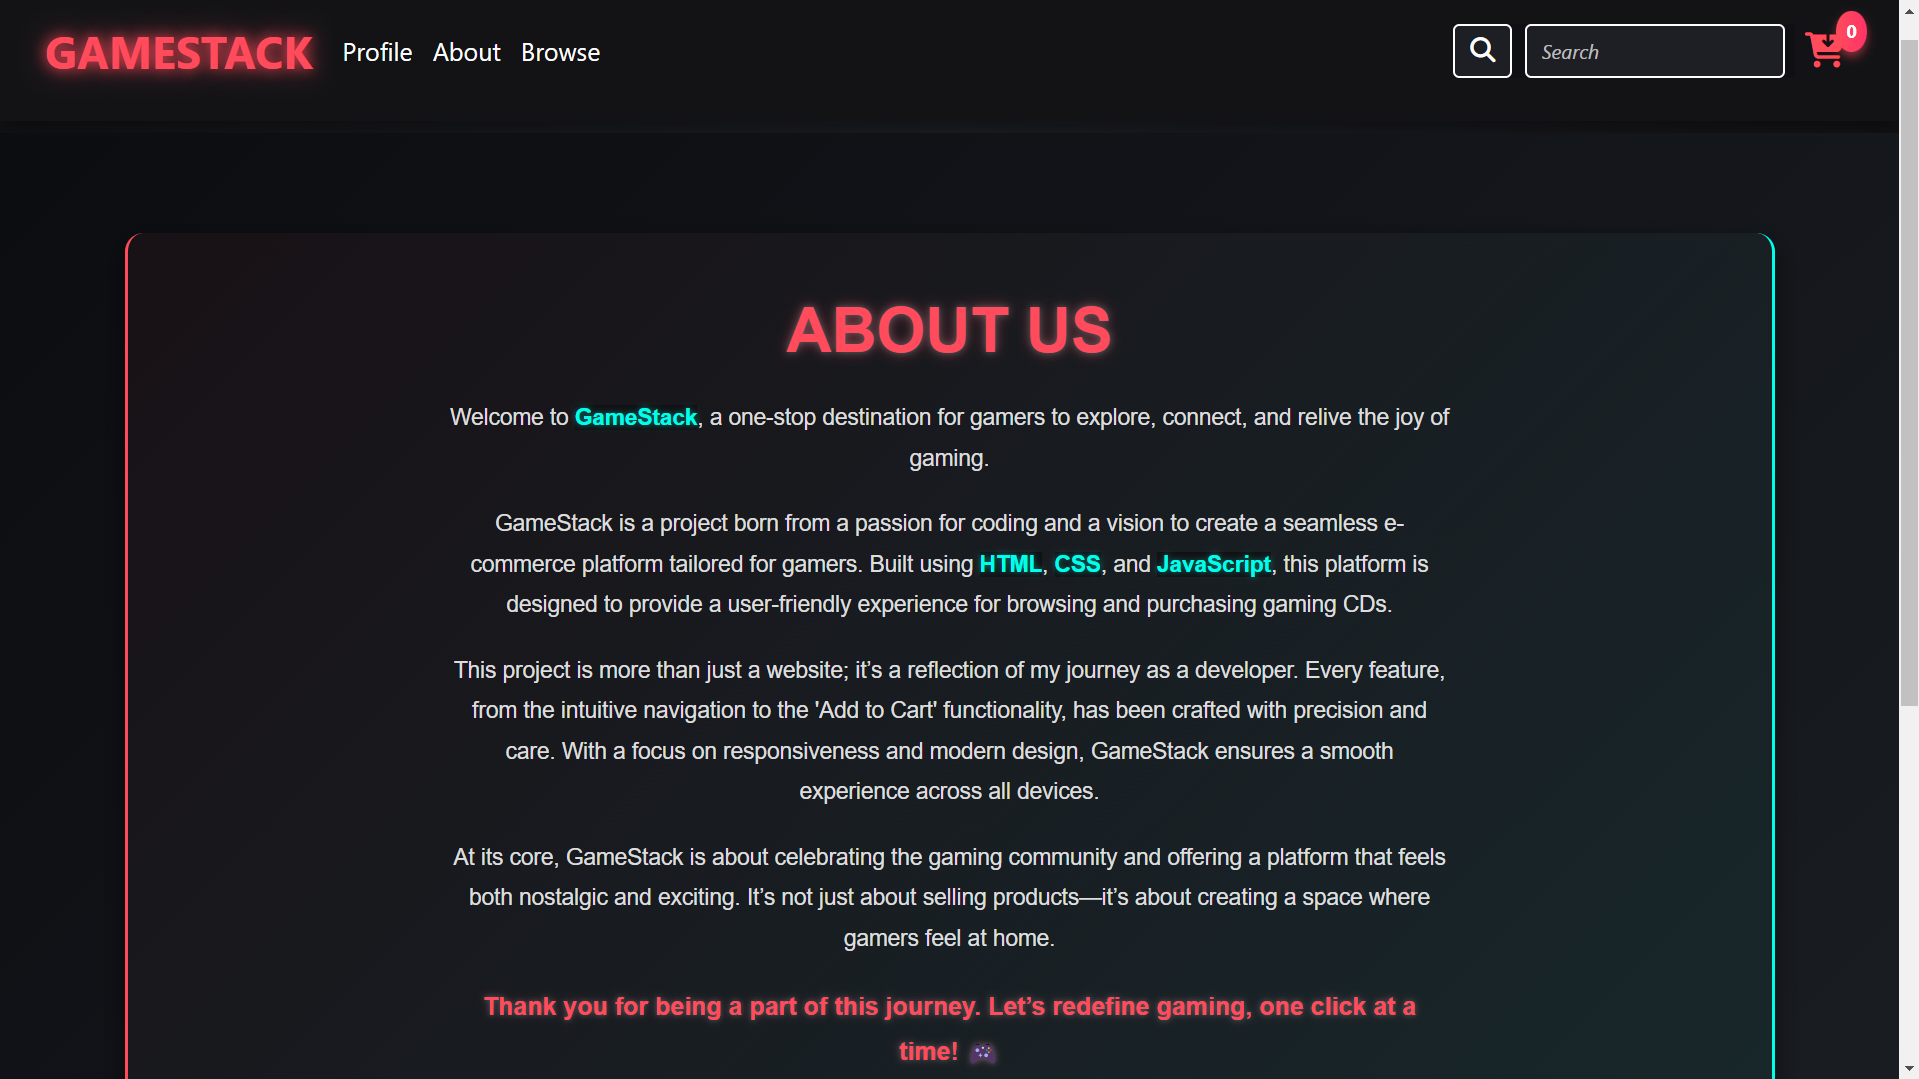 GAMESTACK Profile About Browse Search 0
ABOUT US
Welcome to GameStack, a one-stop destination for gamers to explore, connect, and relive the joy of
gaming.
GameStack is a project born from a passion for coding and a vision to create a seamless e-
commerce platform tailored for gamers. Built using HTML, CSS, and JavaScript, this platform is
designed to provide a user-friendly experience for browsing and purchasing gaming CDs.
This project is more than just a website; it’s a reflection of my journey as a developer. Every feature,
from the intuitive navigation to the 'Add to Cart' functionality, has been crafted with precision and
care. With a focus on responsiveness and modern design, GameStack ensures a smooth
experience across all devices.
At its core, GameStack is about celebrating the gaming community and offering a platform that feels
both nostalgic and exciting. It’s not just about selling products—it’s about creating a space where
gamers feel at home.
Thank you for being a part of this journey. Let’s redefine gaming, one click at a
time! 🎮